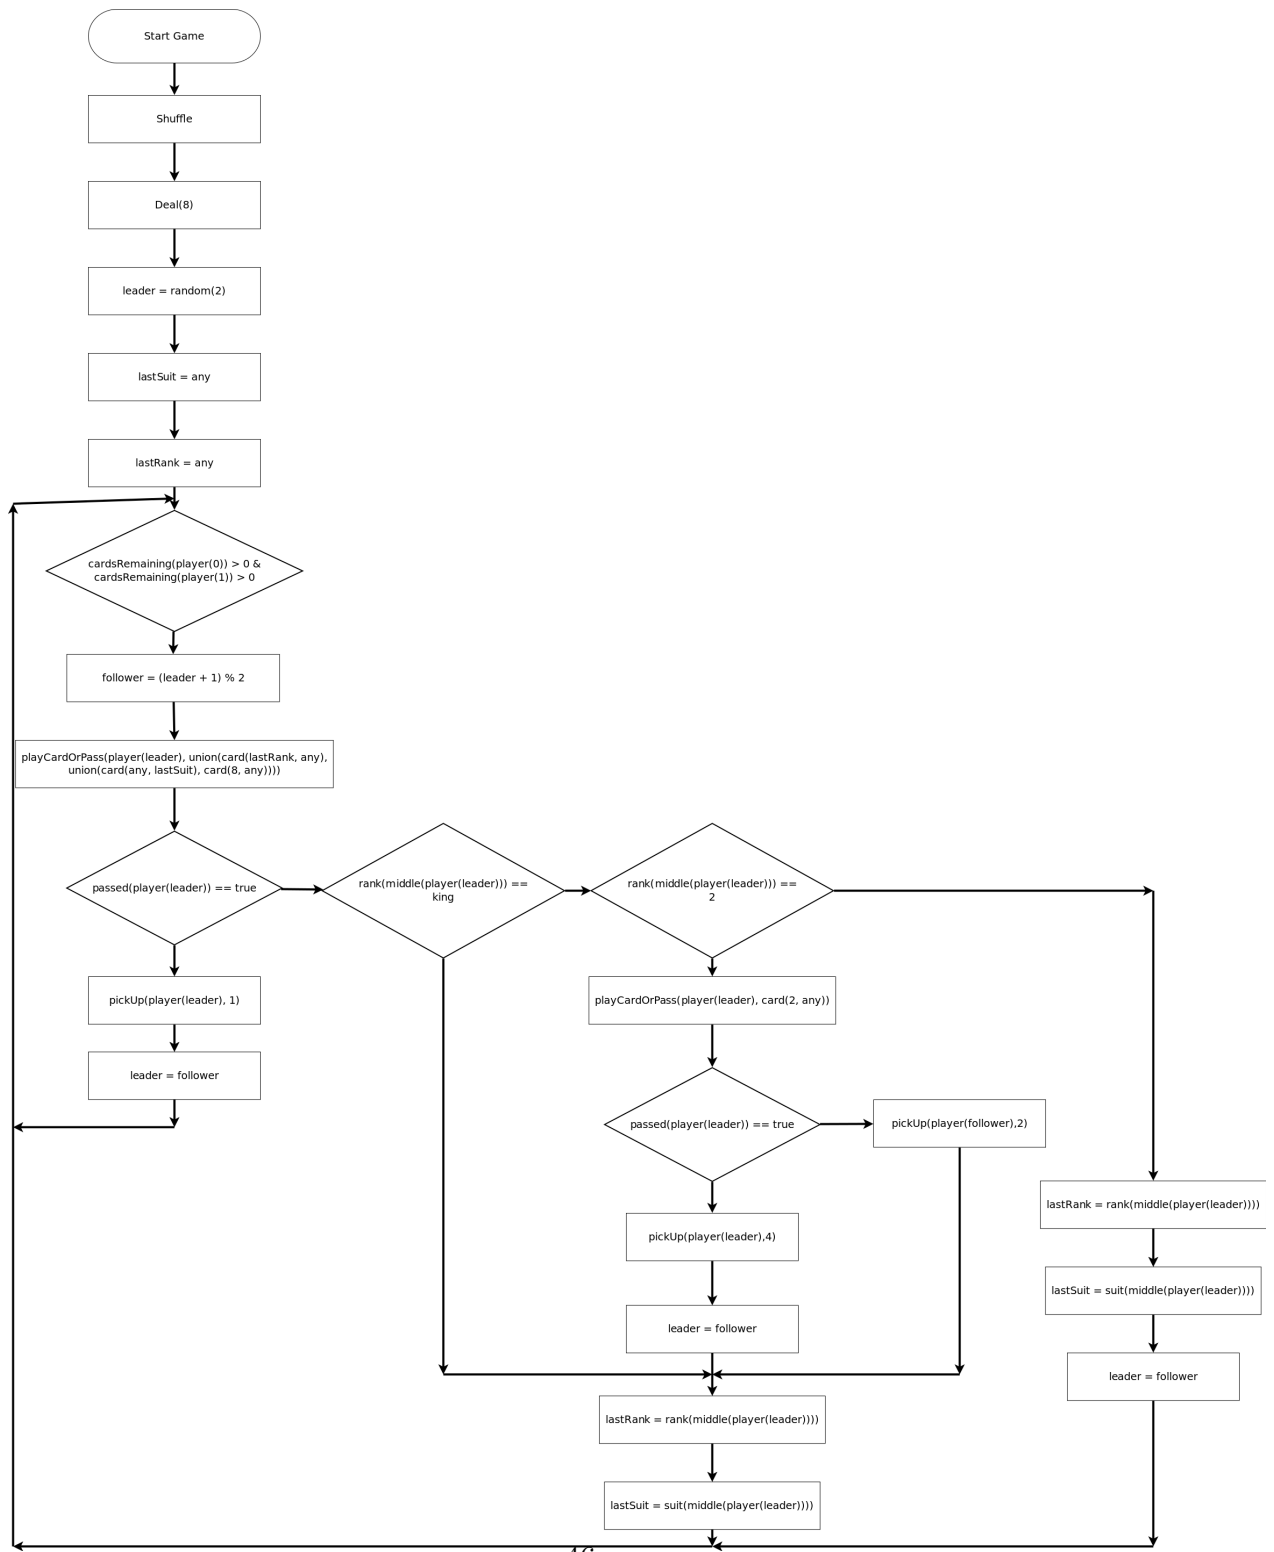 Start Game
Shuffle
Deal(8)
leader = random(2)
lastSuit = any
lastRank = any
cardsRemaining(player(0)) > 0 &
cardsRemaining(player(1)) > 0
follower = (leader + 1) % 2
playCardOrPass(player(leader), union(card(lastRank, any),
union(card(any, lastSuit), card(8, any))))
passed(player(leader)) == true
rank(middle(player(leader))) ==
king
rank(middle(player(leader))) ==
2
pickUp(player(leader), 1)
leader = follower
playCardOrPass(player(leader), card(2, any))
passed(player(leader)) == true
pickUp(player(follower),2)
pickUp(player(leader),4)
leader = follower
lastRank = rank(middle(player(leader))))
lastSuit = suit(middle(player(leader))))
lastRank = rank(middle(player(leader))))
lastSuit = suit(middle(player(leader))))
leader = follower